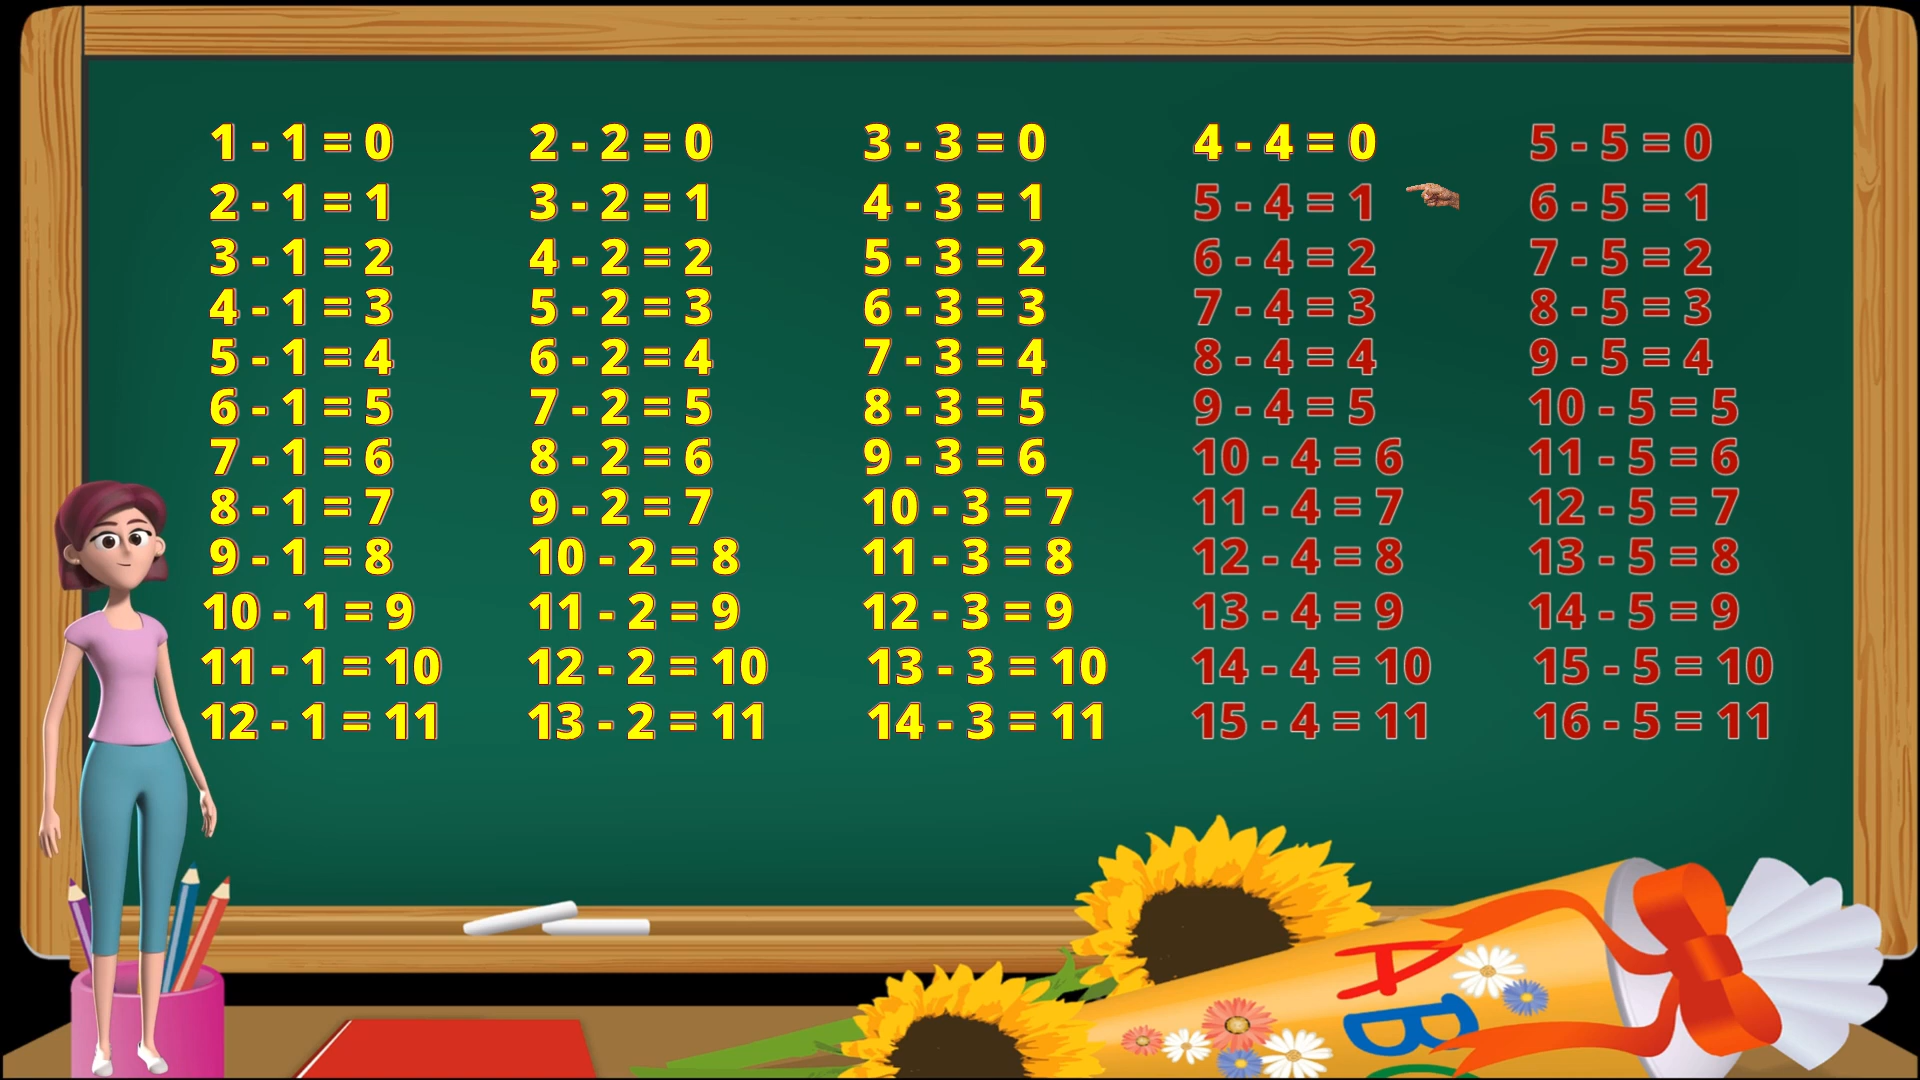 1 - 1 = 0
2 - 1 = 1
3 - 1 = 2
4 - 1 = 3
5 - 1 = 4
6 - 1 = 5
7 - 1 = 6
8 - 1 = 7
9 - 1 = 8
10 - 1 = 9
11 - 1 = 10
12 - 1 = 11
2 - 2 = 0
3 - 2 = 1
4 - 2 = 2
5 - 2 = 3
6 - 2 = 4
7 - 2 = 5
8 - 2 = 6
9 - 2 = 7
10 - 2 = 8
11 - 2 = 9
12 - 2 = 10
13 - 2 = 11
3 - 3 = 0
4 - 3 = 1
5 - 3 = 2
6 - 3 = 3
7 - 3 = 4
8 - 3 = 5
9 - 3 = 6
10 - 3 = 7
11 - 3 = 8
12 - 3 = 9
13 - 3 = 10
14 - 3 = 11
4 - 4 = 0
5 - 4 = 1
6 - 4 = 2
7 - 4 = 3
8 - 4 = 4
9 - 4 = 5
10 - 4 = 6
11 - 4 = 7
12 - 4 = 8
13 - 4 = 9
14 - 4 = 10
15 - 4 = 11
5 - 5 = 0
6 - 5 = 1
7 - 5 = 2
8 - 5 = 3
9 - 5 = 4
10 - 5 = 5
11 - 5 = 6
12 - 5 = 7
13 - 5 = 8
14 - 5 = 9
15 - 5 = 10
16 - 5 = 11
A
B